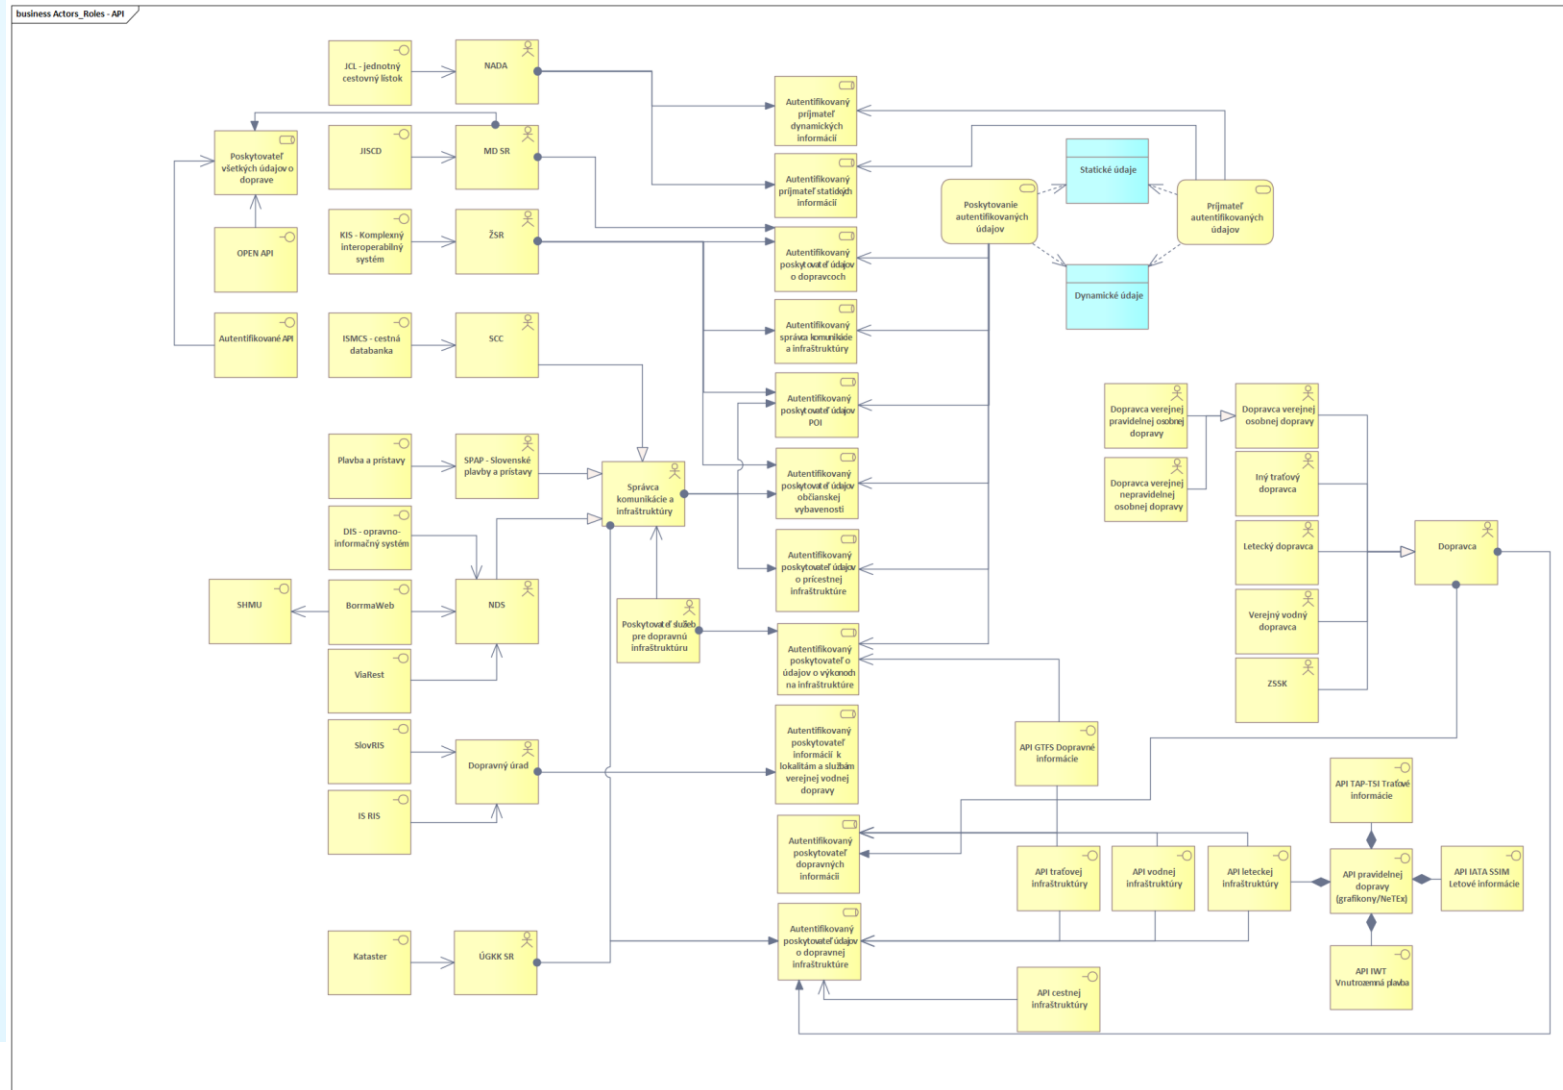 business Actors_Roles - API
JCL - jednotný
cestovný lístok
NADA
Autentifikovaný
príjmateľ
dynamických
informácií
Poskytovateľ
všetkých údajov o
doprave
JISCD
MD SR
Autentifikovaný
príjmateľ statických
informácií
Statické údaje
Poskytovanie
autentifikovaných
údajov
Príjmateľ
autentifikovaných
údajov
OPEN API
KIS - Komplexný
interoperabilný
systém
ŽSR
Autentifikovaný
poskytovateľ údajov
o dopravcoch
Dynamické údaje
Autentifikované API
ISMCS - cestná
databanka
SCC
Autentifikovaný
správca komunikácie
a infraštruktúry
Autentifikovaný
poskytovateľ údajov
POI
Dopravca verejnej
pravidelnej osobnej
dopravy
Dopravca verejnej
osobnej dopravy
Plavba a prístavy
SPAP - Slovenské
plavby a prístavy
Správca
komunikácie a
infraštruktúry
Autentifikovaný
poskytovateľ údajov
občianskej
vybavenosti
Dopravca verejnej
nepravidelnej
osobnej dopravy
Iný traťový
dopravca
DIS - opravno-
informačný systém
Autentifikovaný
poskytovateľ údajov
o prícestnej
infraštruktúre
Letecký dopravca
Dopravca
SHMU
BorrmaWeb
NDS
Poskytovateľ služieb
pre dopravnú
infraštruktúru
Verejný vodný
dopravca
ViaRest
Autentifikovaný
poskytovateľ o
údajov o výkonoch
na infraštruktúre
ZSSK
SlovRIS
Dopravný úrad
Autentifikovaný
poskytovateľ
informácií k
lokalitám a službám
verejnej vodnej
dopravy
API GTFS Dopravné
informácie
IS RIS
API TAP-TSI Traťové
informácie
Autentifikovaný
poskytovateľ
dopravných
informácií
API traťovej
infraštruktúry
API vodnej
infraštruktúry
API leteckej
infraštruktúry
API pravidelnej
dopravy
(grafikony/NeTEx)
API IATA SSIM
Letové informácie
Kataster
ÚGKK SR
Autentifikovaný
poskytovateľ údajov
o dopravnej
infraštruktúre
API cestnej
infraštruktúry
API IWT
Vnutrozemná plavba